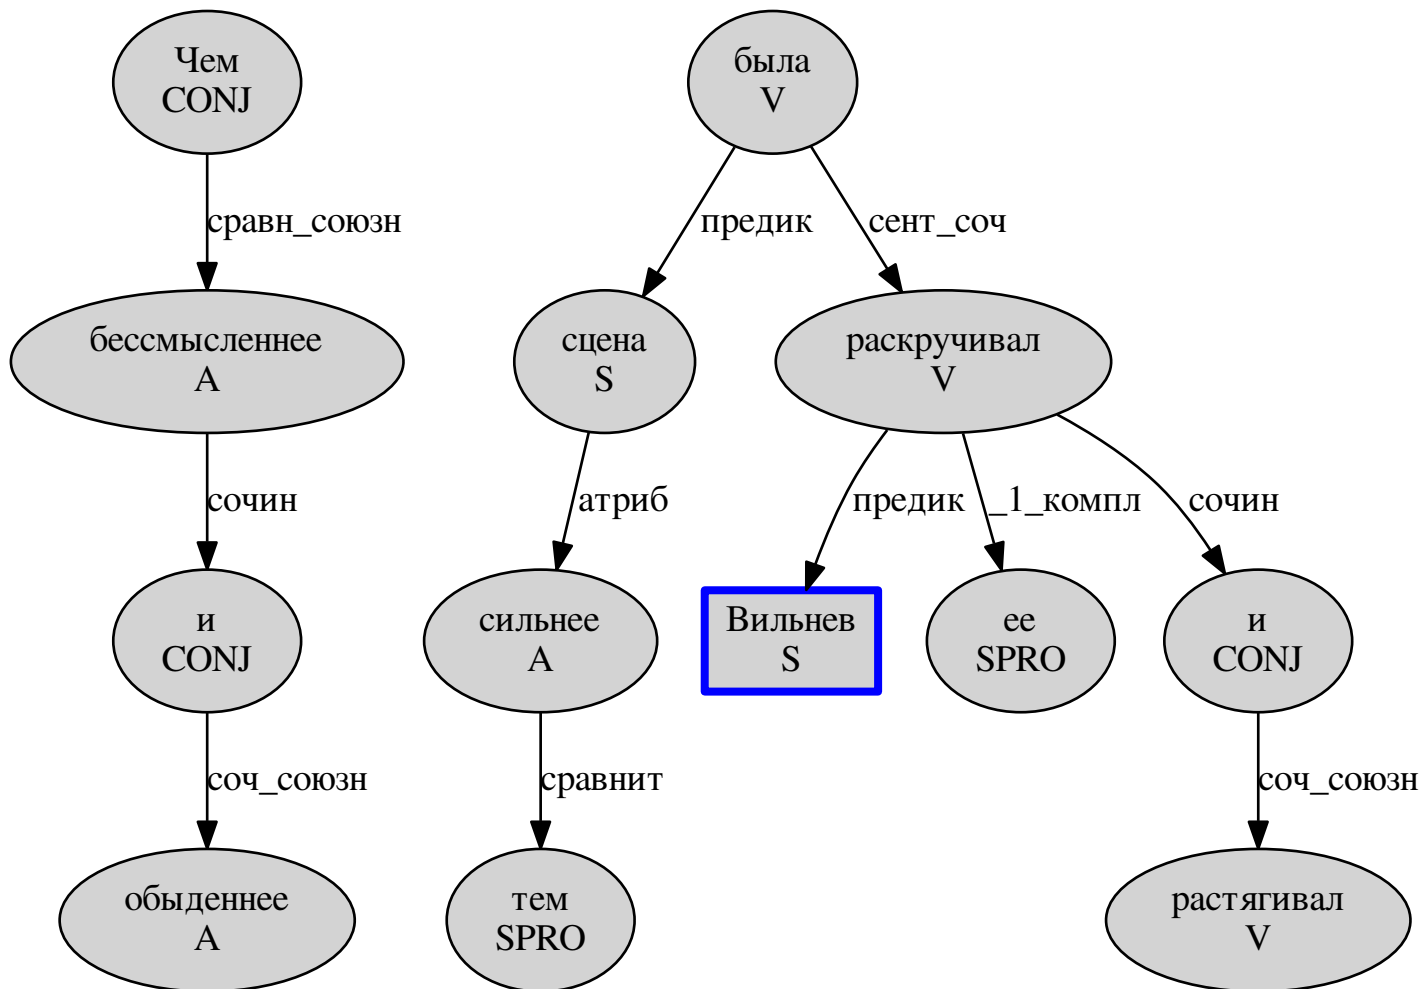 Чем
CONJ
была
V
сравн_союзн
предик
сент_соч
бессмысленнее
A
сцена
S
раскручивал
V
сочин
атриб
предик
_1_компл
сочин
и
CONJ
сильнее
A
Вильнев
S
ее
SPRO
и
CONJ
соч_союзн
сравнит
соч_союзн
обыденнее
A
тем
SPRO
растягивал
V